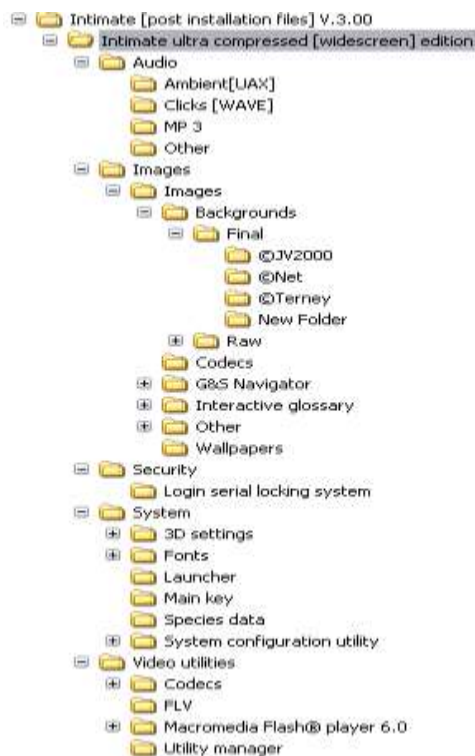 Intimate [post installation files] V.3.00
Intimate ultra compressed [widescreen] edition
Audio
Ambient[UAX]
Clicks [WAVE]
MP 3
Other
Images
Images
Backgrounds
Final
©JV2000
©Net
©Terney
New Folder
Raw
Codecs
G&S Navigator
Interactive glossary
Other
Wallpapers
Security
Login serial locking system
System
3D settings
Fonts
Launcher
Main key
Species data
System configuration utility
Video utilities
Codecs
FLV
Macromedia Flash® player 6.0
Utility manager